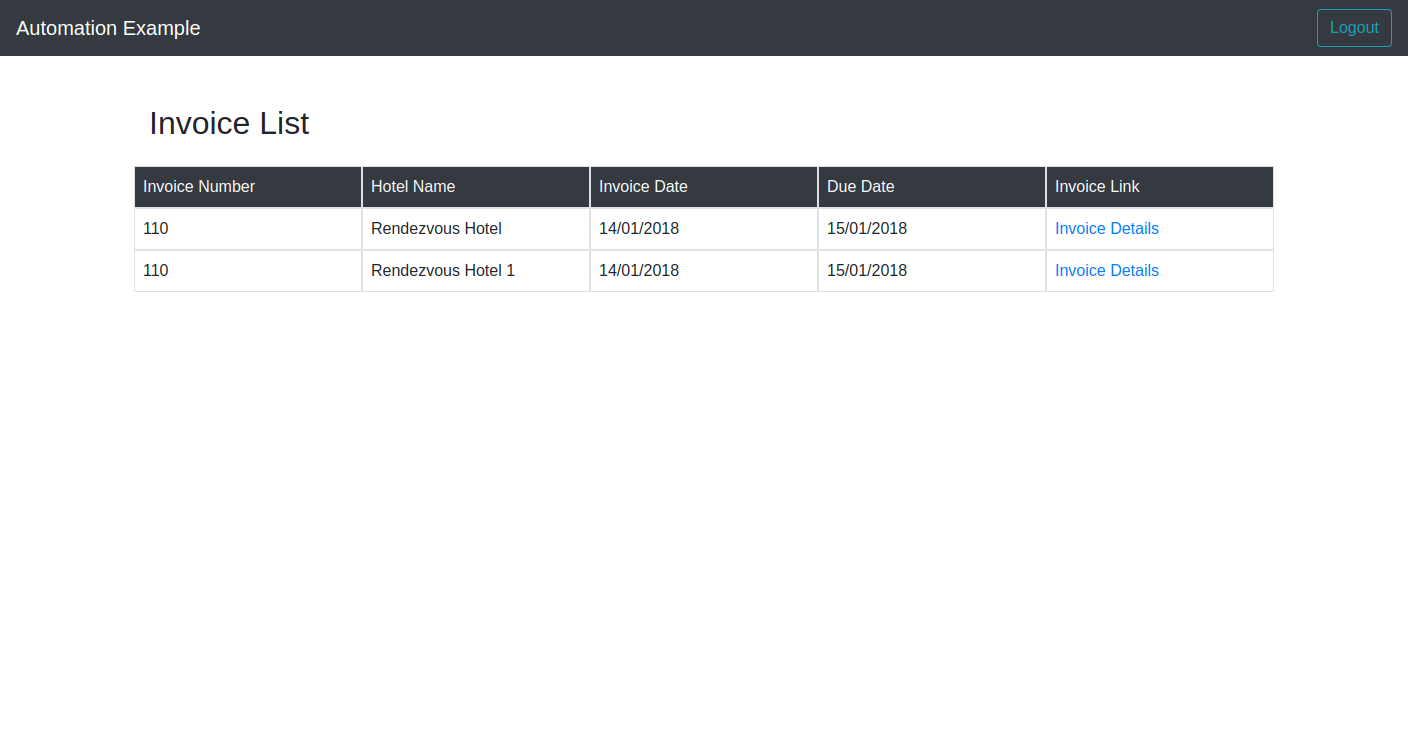 Automation Example Logout
Invoice List
Invoice Number Hotel Name Invoice Date Due Date Invoice Link
110 Rendezvous Hotel 14/01/2018 15/01/2018 Invoice Details
110 Rendezvous Hotel 1 14/01/2018 15/01/2018 Invoice Details